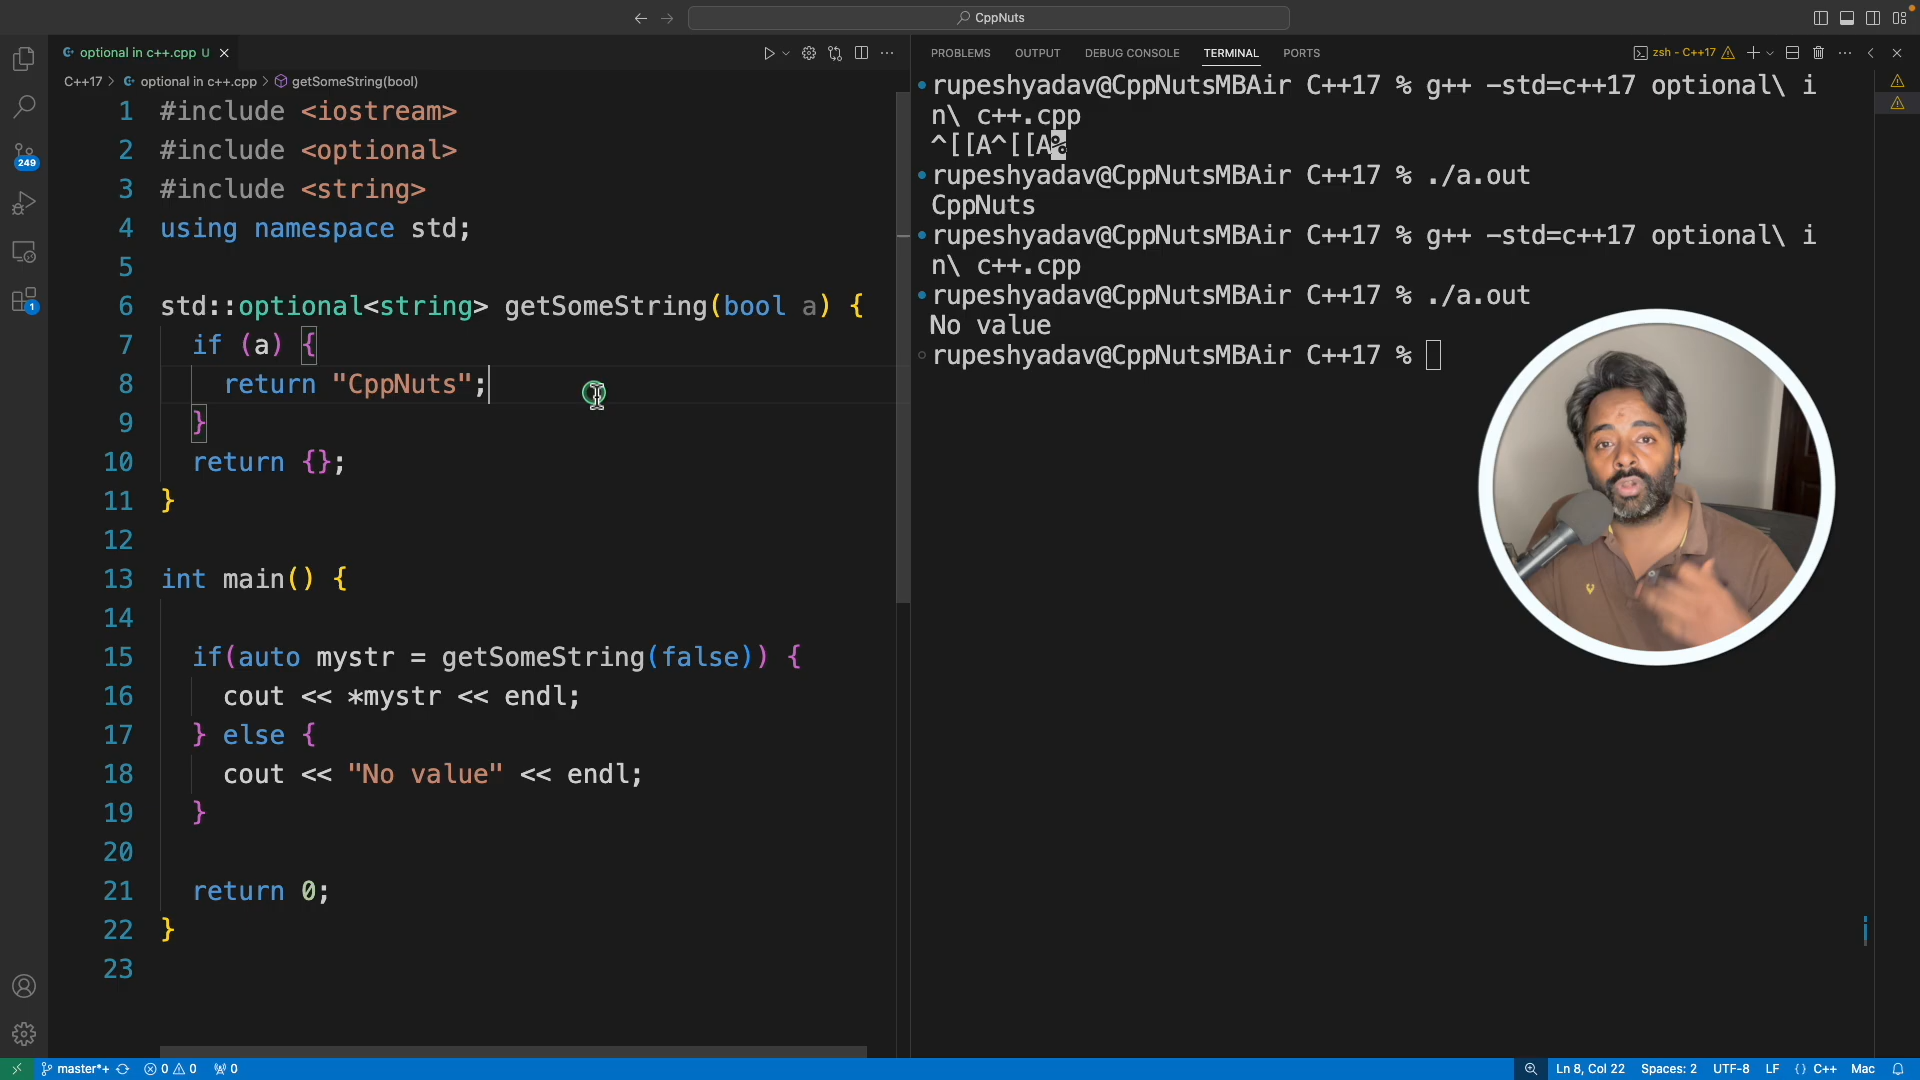 CppNuts
optional in c++.cpp U
C++17 > optional in c++.cpp > getSomeString(bool)
1 #include <iostream>
2 #include <optional>
3 #include <string>
4 using namespace std;
5
6 std::optional<string> getSomeString(bool a) {
7 if (a) {
8 return "CppNuts";
9 }
10 return {};
11 }
12
13 int main() {
14
15 if(auto mystr = getSomeString(false)) {
16 cout << *mystr << endl;
17 } else {
18 cout << "No value" << endl;
19 }
20
21 return 0;
22 }
23
PROBLEMS OUTPUT DEBUG CONSOLE TERMINAL PORTS
zsh - C++17
rupeshyadav@CppNutsMBAir C++17 % g++ -std=c++17 optional\ i
n\ c++.cpp
^[[A^[[A%
rupeshyadav@CppNutsMBAir C++17 % ./a.out
CppNuts
rupeshyadav@CppNutsMBAir C++17 % g++ -std=c++17 optional\ i
n\ c++.cpp
rupeshyadav@CppNutsMBAir C++17 % ./a.out
No value
rupeshyadav@CppNutsMBAir C++17 %
249
1
master*+ 0 0 0
Ln 8, Col 22 Spaces: 2 UTF-8 LF {} C++ Mac